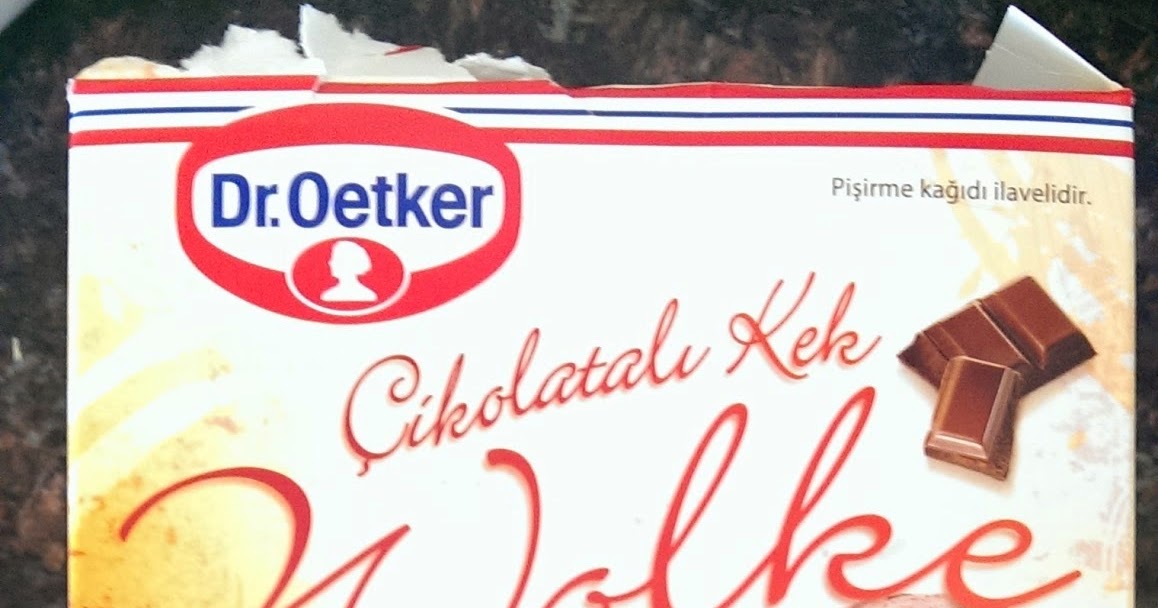 Dr.Oetker
Pişirme kağıdı ilavelidir.
Çikolatalı Kek
Wolke